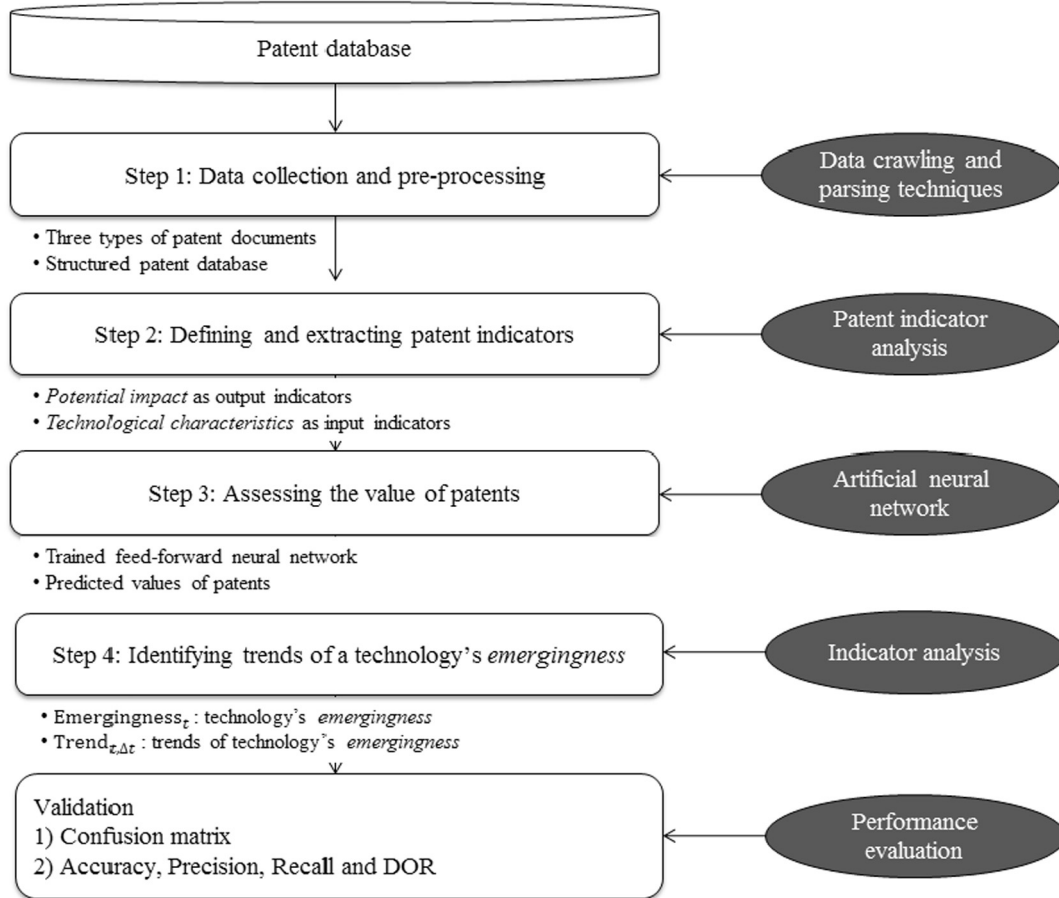 Patent database
Step 1: Data collection and pre-processing
Data crawling and
parsing techniques
• Three types of patent documents
• Structured patent database
Step 2: Defining and extracting patent indicators
Patent indicator
analysis
• Potential impact as output indicators
• Technological characteristics as input indicators
Step 3: Assessing the value of patents
Artificial neural
network
• Trained feed-forward neural network
• Predicted values of patents
Step 4: Identifying trends of a technology's emergingness
Indicator analysis
• Emergingness_t : technology's emergingness
• Trend_t,Δt : trends of technology's emergingness
Validation
1) Confusion matrix
2) Accuracy, Precision, Recall and DOR
Performance
evaluation